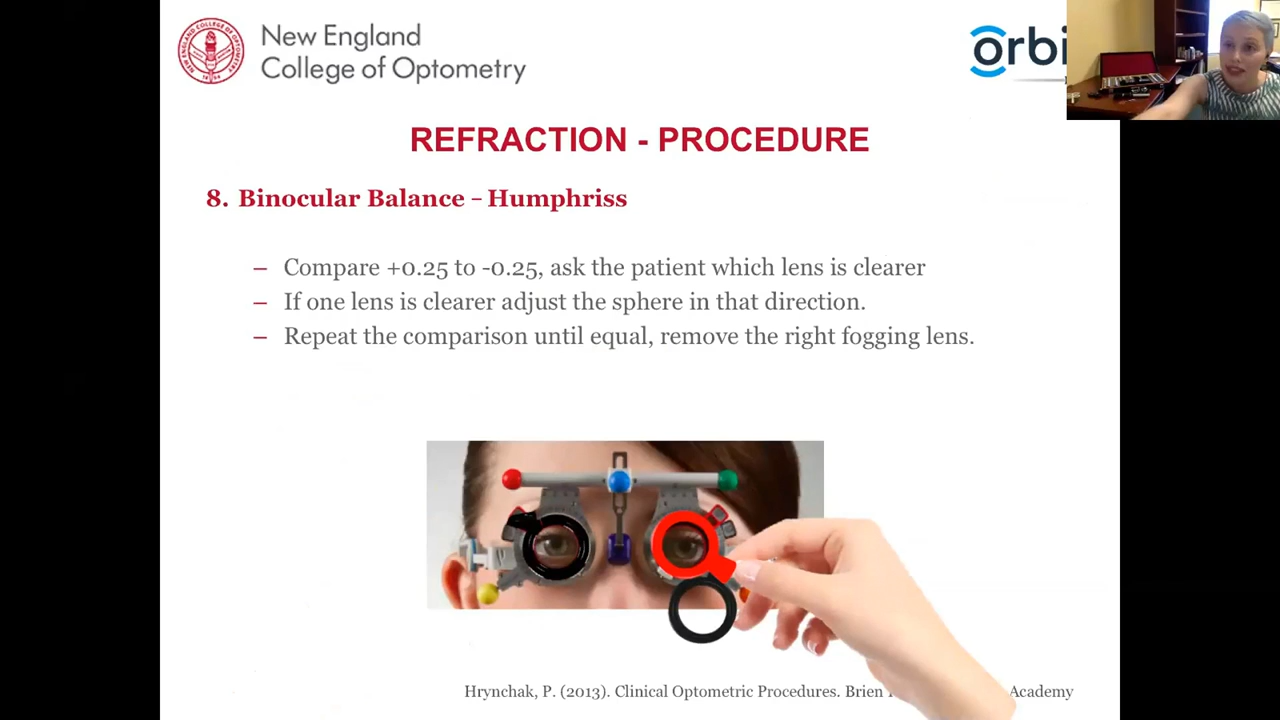 New England
College of Optometry
orbi
REFRACTION - PROCEDURE
8. Binocular Balance – Humphriss
– Compare +0.25 to -0.25, ask the patient which lens is clearer
– If one lens is clearer adjust the sphere in that direction.
– Repeat the comparison until equal, remove the right fogging lens.
Hrynchak, P. (2013). Clinical Optometric Procedures. Brien Academy